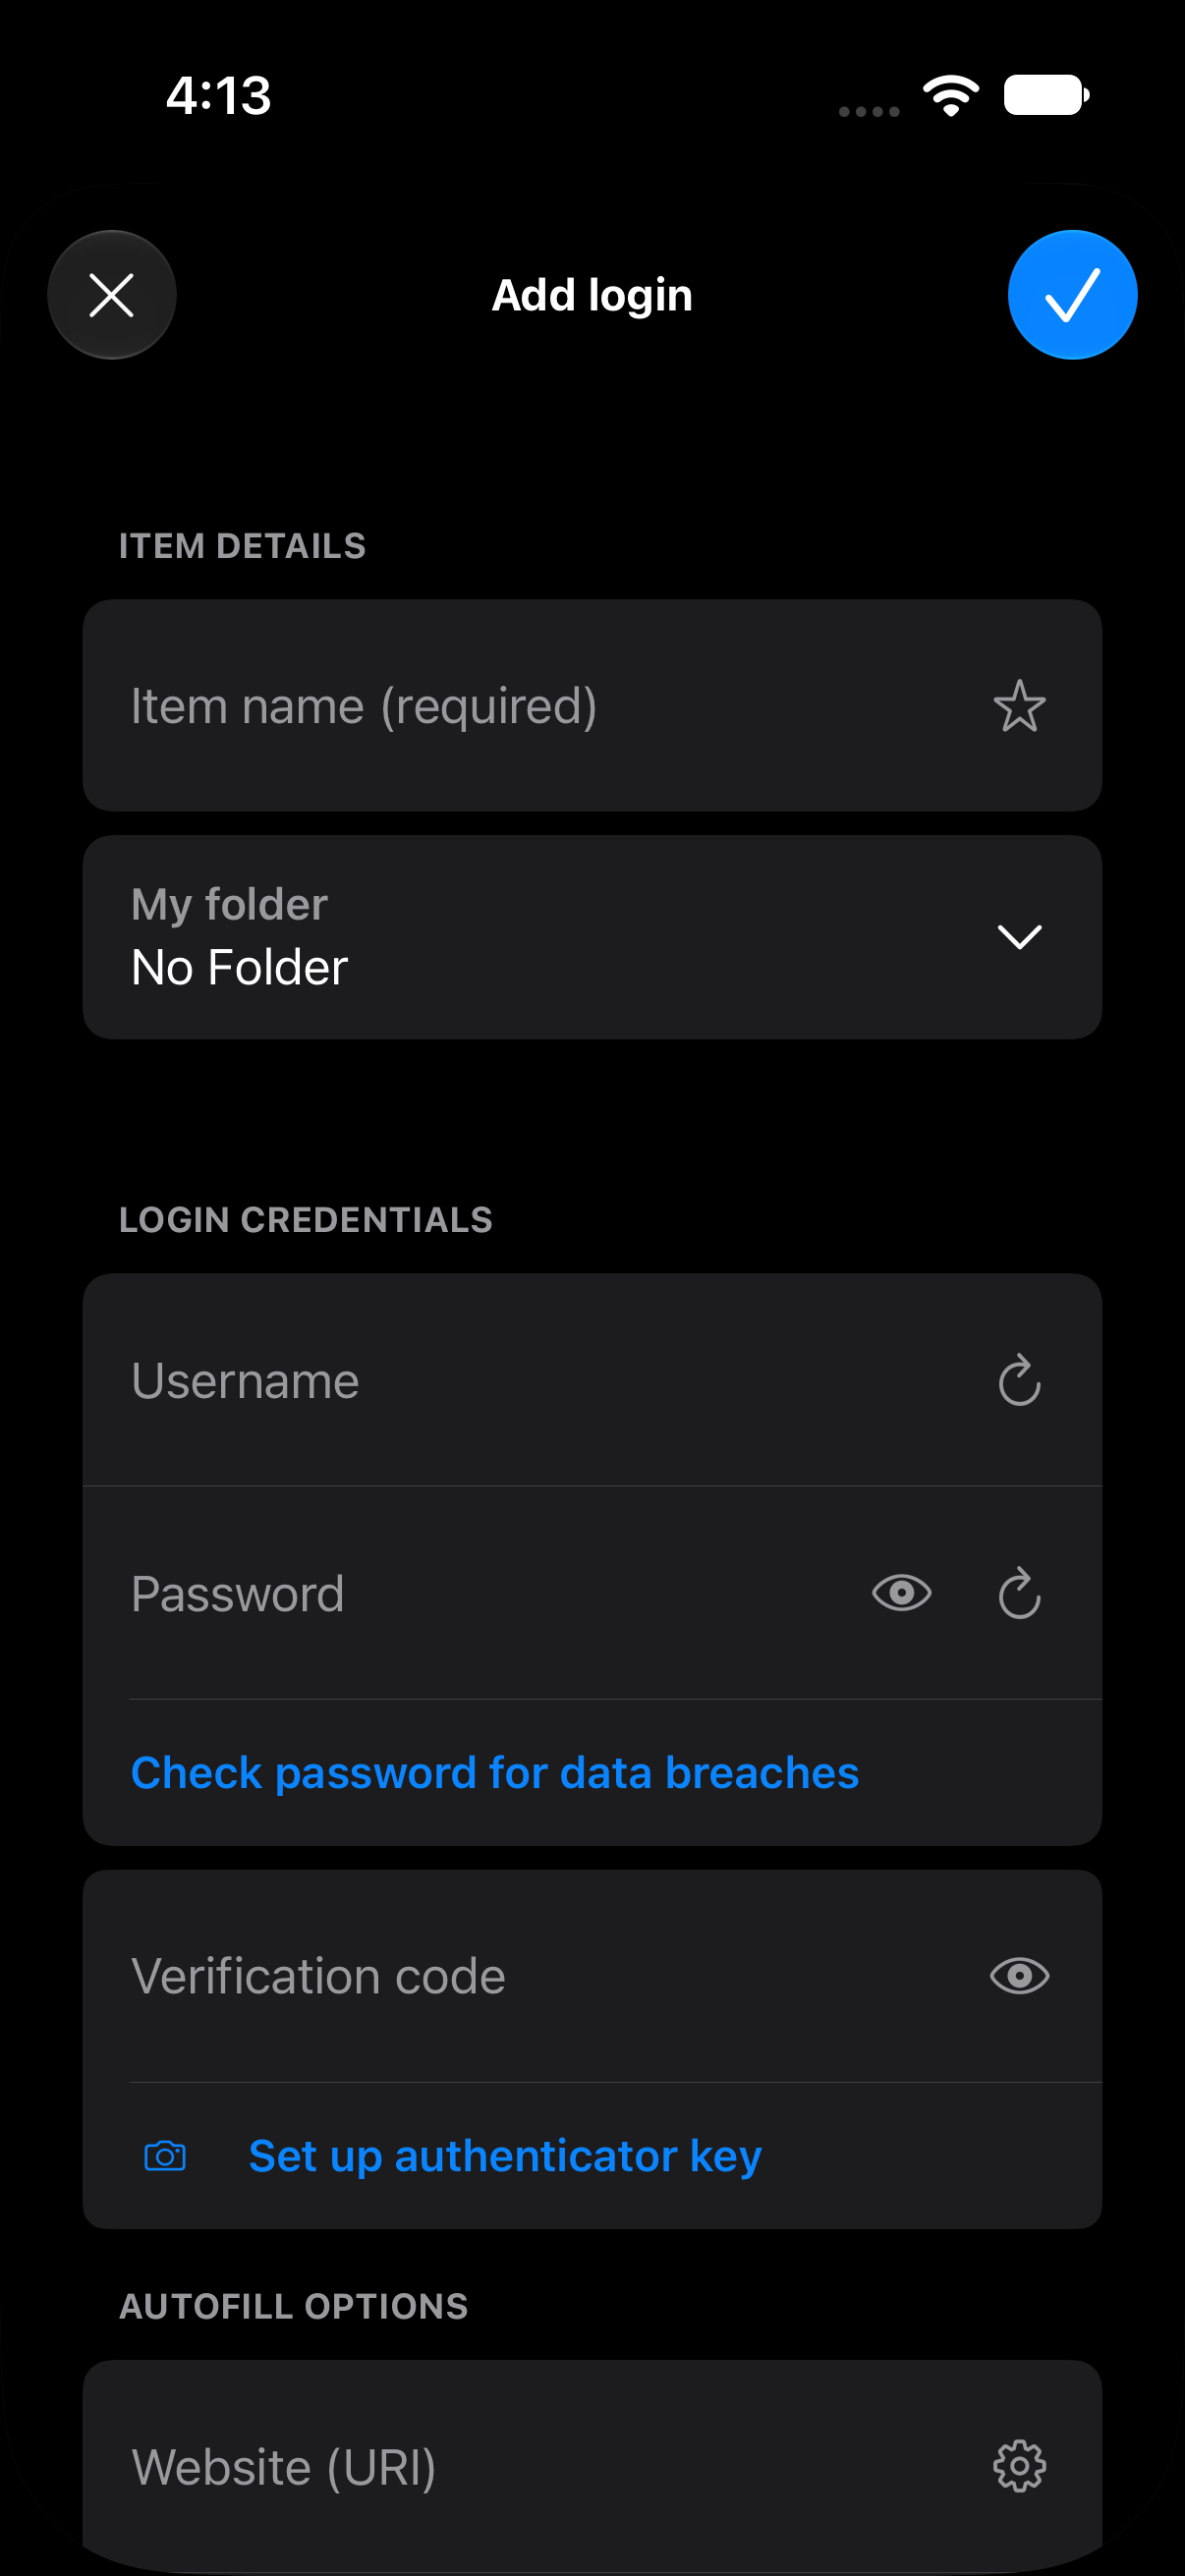 4:13
Add login
ITEM DETAILS
Item name (required)
My folder
No Folder
LOGIN CREDENTIALS
Username
Password
Check password for data breaches
Verification code
Set up authenticator key
AUTOFILL OPTIONS
Website (URI)